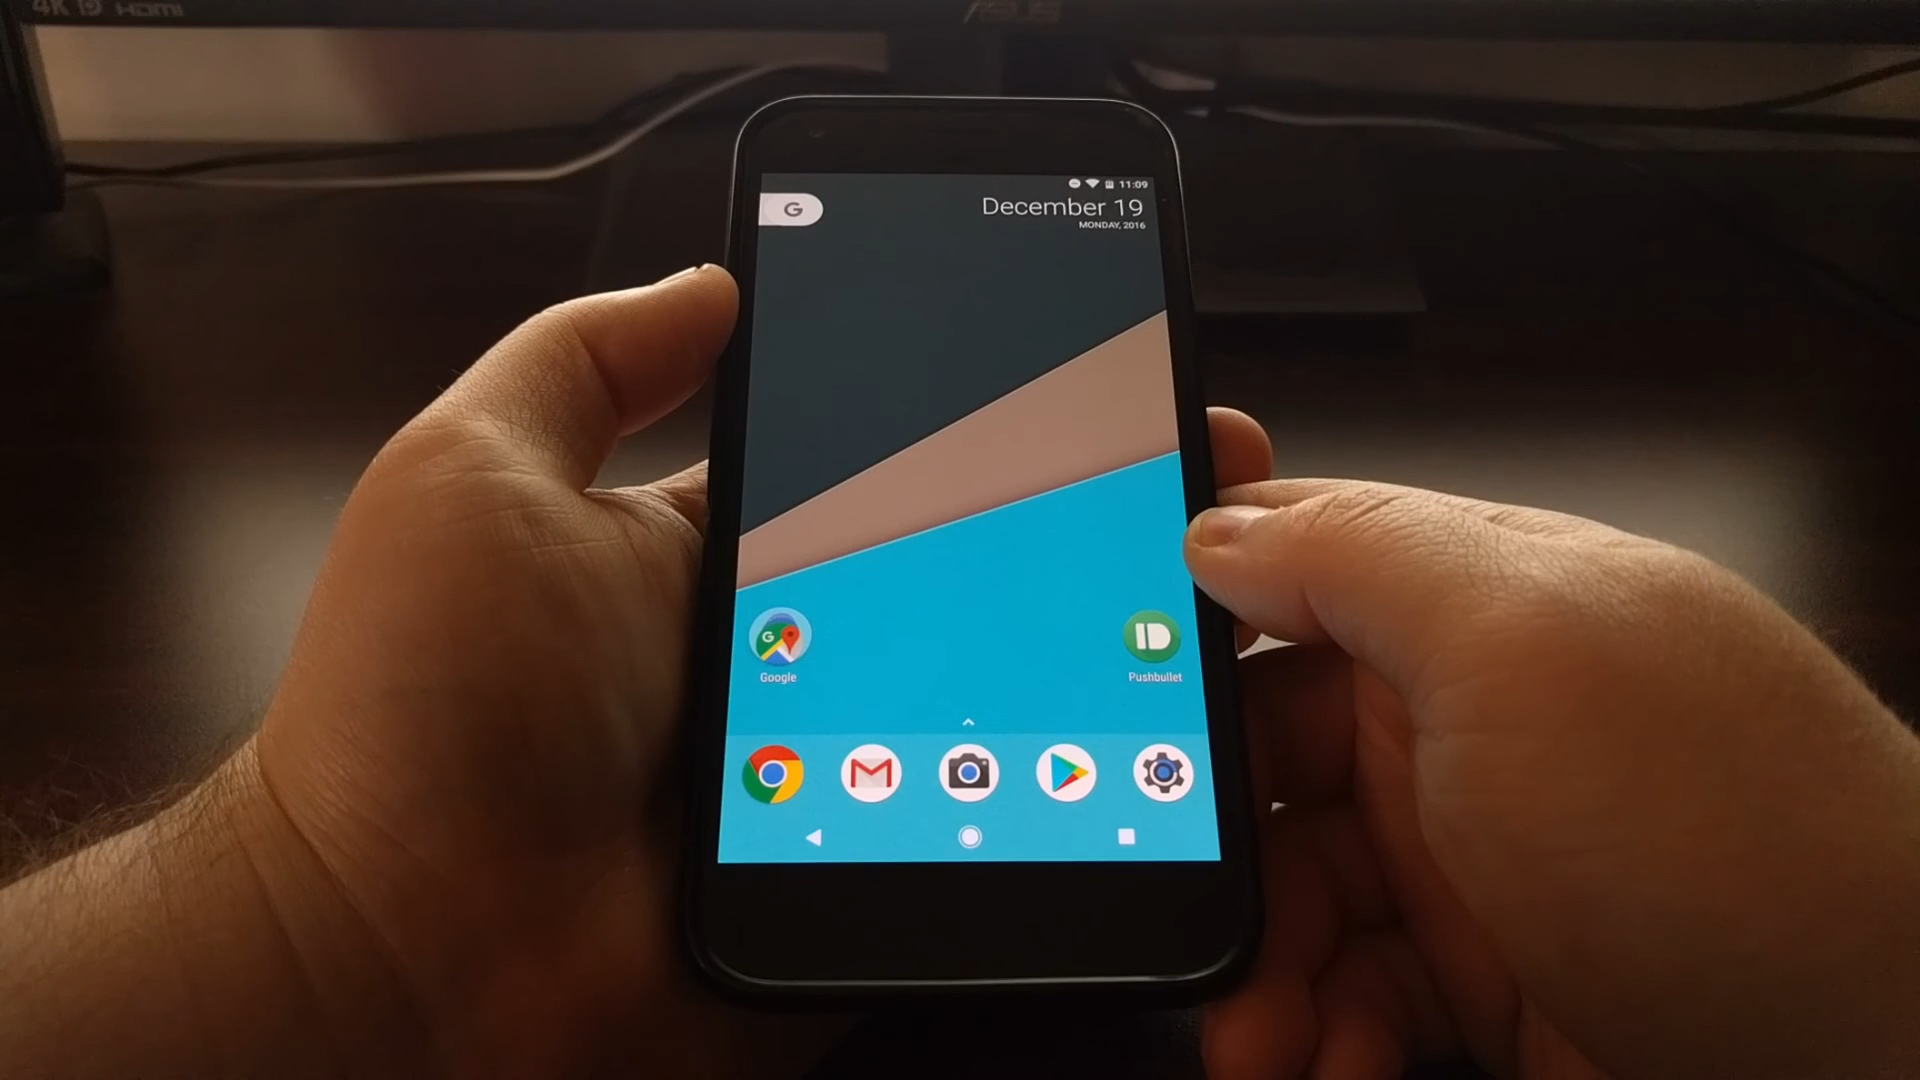 4K HDMI
ASUS
11:09
G
December 19
MONDAY, 2016
G
Google
Pushbullet